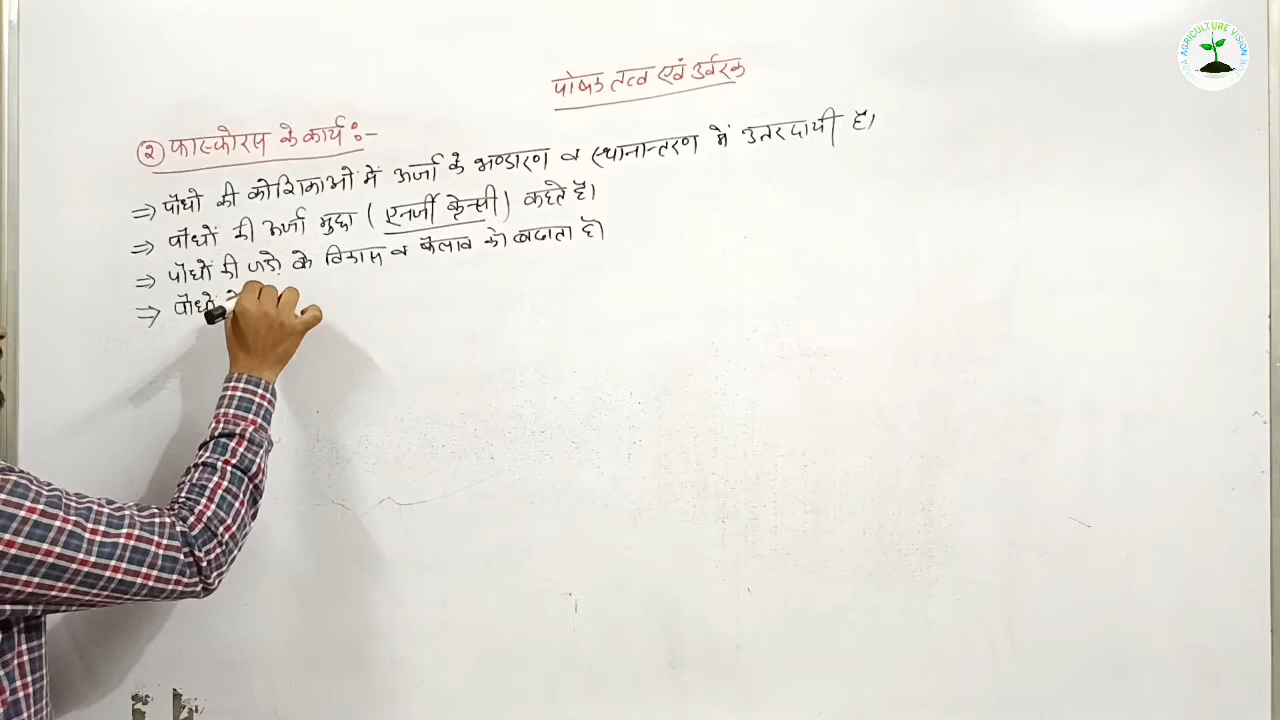 पोषक तत्व एवं उर्वरक
२ फास्फोरस के कार्य :-
⇒ पौधों की कोशिकाओं में ऊर्जा के भण्डारण व स्थानान्तरण में उतरदायी है।
⇒ पौधों की ऊर्जा मुद्रा (एनर्जी करेन्सी) कहते है।
⇒ पौधों की जड़ो के विकास व फैलाव को बढाता है।
⇒ पौधों
AGRICULTURE VISION